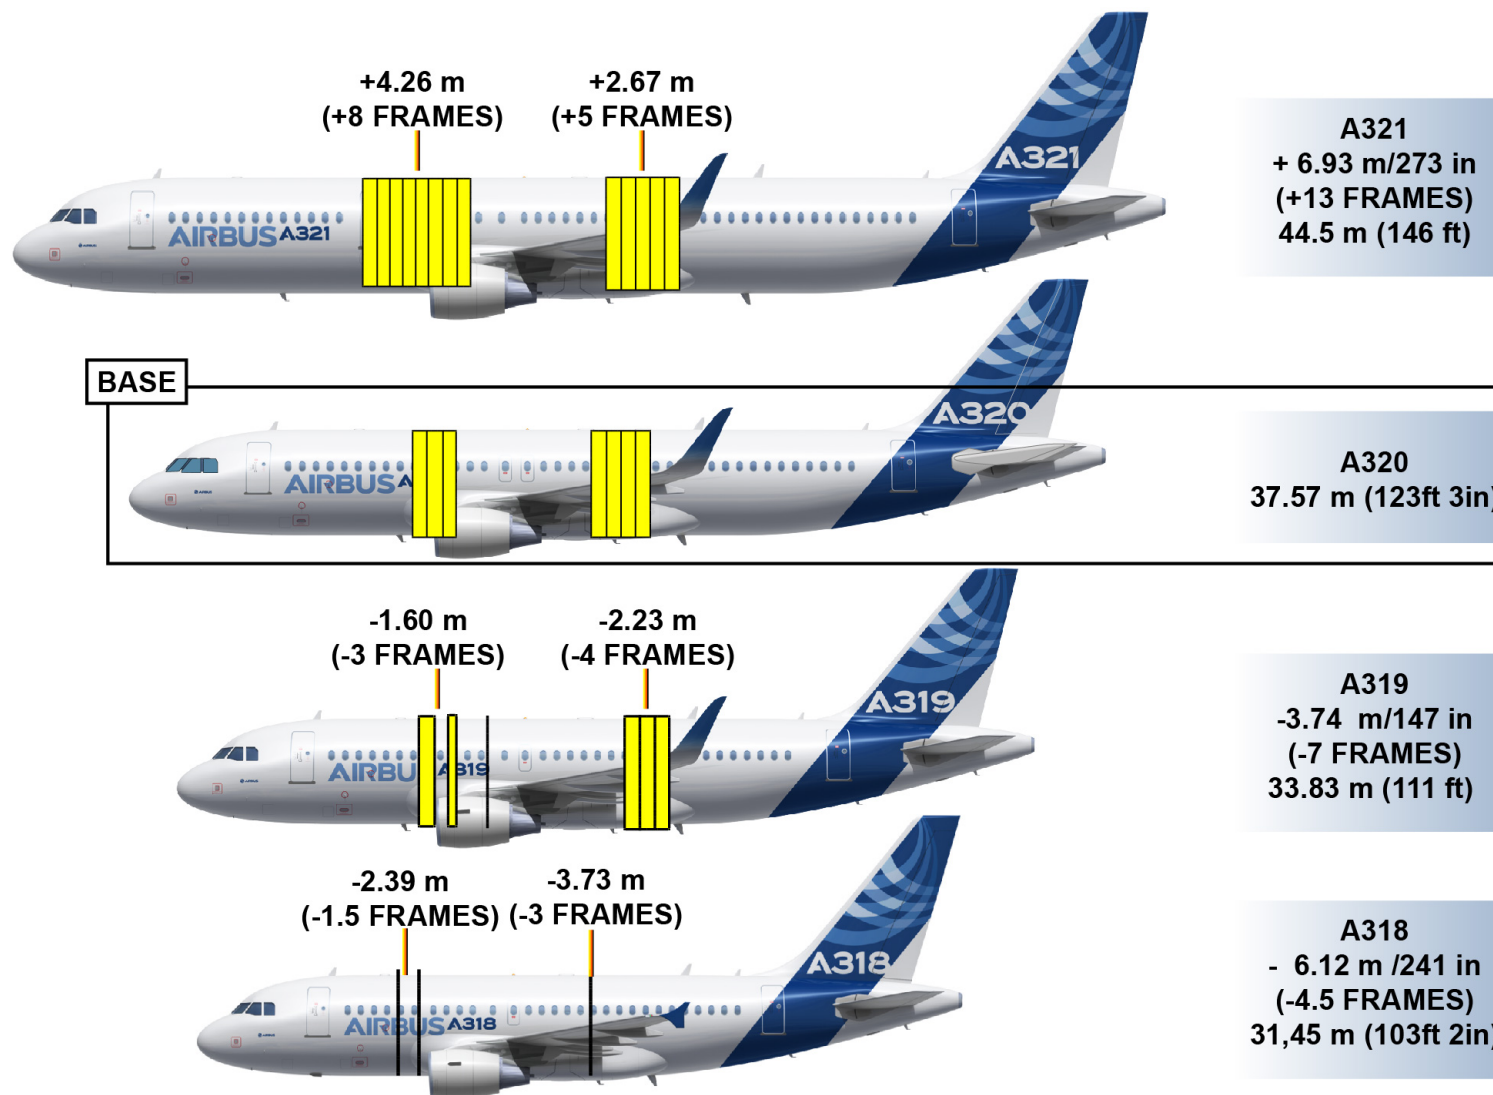 +4.26 m
(+8 FRAMES)
+2.67 m
(+5 FRAMES)
A321
AIRBUS A321
A321
+ 6.93 m/273 in
(+13 FRAMES)
44.5 m (146 ft)
BASE
A320
AIRBUS A
A320
37.57 m (123ft 3in)
-1.60 m
(-3 FRAMES)
-2.23 m
(-4 FRAMES)
A319
AIRBU A319
A319
-3.74 m/147 in
(-7 FRAMES)
33.83 m (111 ft)
-2.39 m
(-1.5 FRAMES)
-3.73 m
(-3 FRAMES)
A318
AIRBUS A318
A318
- 6.12 m /241 in
(-4.5 FRAMES)
31,45 m (103ft 2in)